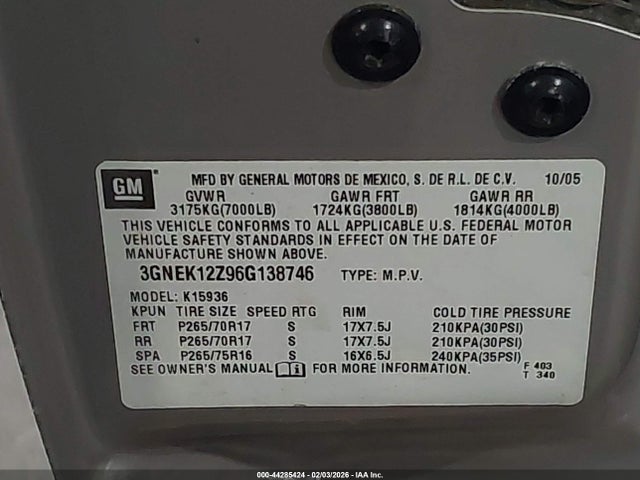 GM
MFD BY GENERAL MOTORS DE MEXICO, S. DE R.L. DE C.V. 10/05
GVWR GAWR FRT GAWR RR
3175KG(7000LB) 1724KG(3800LB) 1814KG(4000LB)
THIS VEHICLE CONFORMS TO ALL APPLICABLE U.S. FEDERAL MOTOR
VEHICLE SAFETY STANDARDS IN EFFECT ON THE DATE OF
MANUFACTURE SHOWN ABOVE.
3GNEK12Z96G138746 TYPE: M.P.V.
MODEL: K15936
KPUN TIRE SIZE SPEED RTG RIM COLD TIRE PRESSURE
FRT P265/70R17 S 17X7.5J 210KPA(30PSI)
RR P265/70R17 S 17X7.5J 210KPA(30PSI)
SPA P265/75R16 S 16X6.5J 240KPA(35PSI)
SEE OWNER'S MANUAL FOR MORE INFORMATION. F 403
T 340
000-44285424 - 02/03/2026 - IAA Inc.